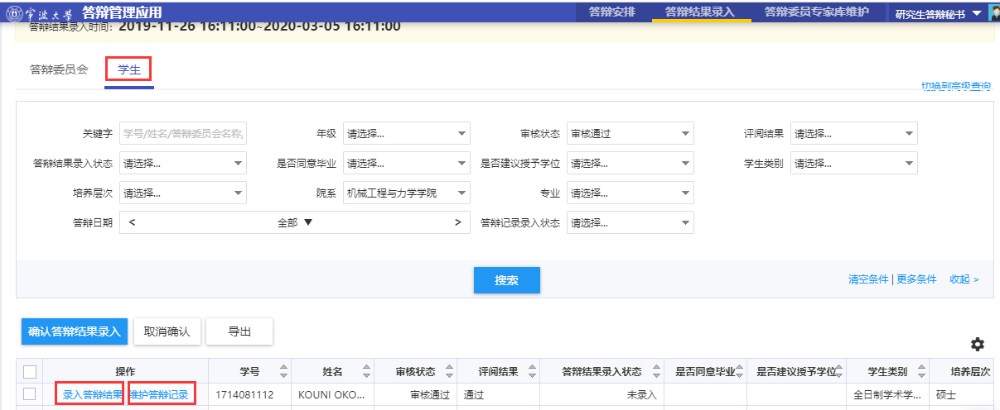 宁波大学 答辩管理应用 答辩安排 答辩结果录入 答辩委员专家库维护 研究生答辩秘书
答辩结果录入时间: 2019-11-26 16:11:00~2020-03-05 16:11:00
答辩委员会 学生
切换到高级查询
关键字 学号/姓名/答辩委员会名称, 年级 请选择... 审核状态 审核通过 评阅结果 请选择...
答辩结果录入状态 请选择... 是否同意毕业 请选择... 是否建议授予学位 请选择... 学生类别 请选择...
培养层次 请选择... 院系 机械工程与力学学院 专业 请选择...
答辩日期 < 全部 ▼ > 答辩记录录入状态 请选择...
搜索 清空条件 | 更多条件 收起 >
确认答辩结果录入 取消确认 导出
操作 学号 姓名 审核状态 评阅结果 答辩结果录入状态 是否同意毕业 是否建议授予学位 学生类别 培养层次
录入答辩结果 维护答辩记录 1714081112 KOUNI OKO... 审核通过 通过 未录入 全日制学术学... 硕士